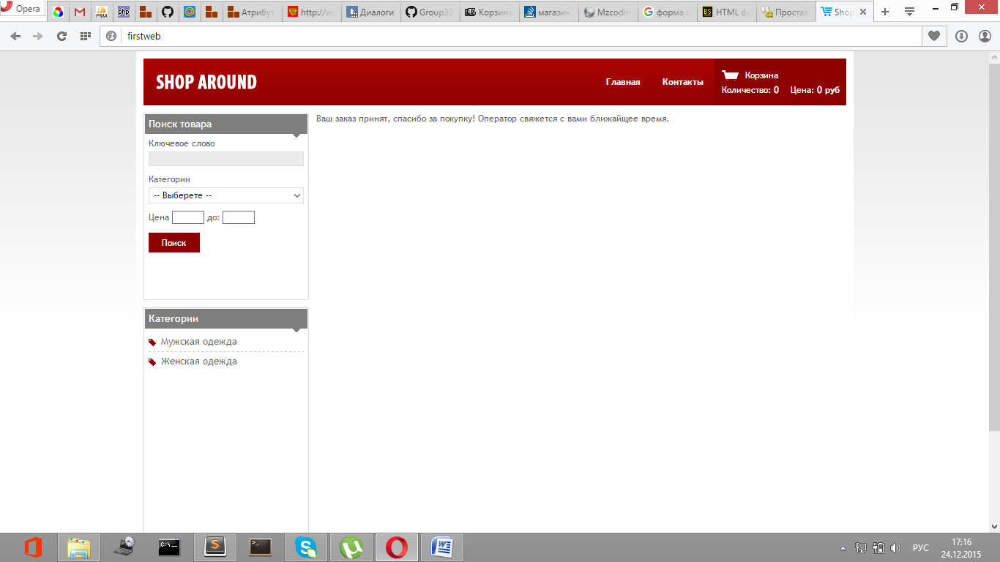 Opera
PMA
php
Атрибут
http://w
Диалоги
Group33
Корзина
магазин
Mzcodin
форма о
BS
HTML ф
Простая
Shop
firstweb
SHOP AROUND
Главная
Контакты
Корзина
Количество: 0 Цена: 0 руб
Поиск товара
Ключевое слово
Категории
-- Выберете --
Цена до:
Поиск
Ваш заказ принят, спасибо за покупку! Оператор свяжется с вами ближайщее время.
Категории
Мужская одежда
Женская одежда
C:\
РУС
17:16
24.12.2015